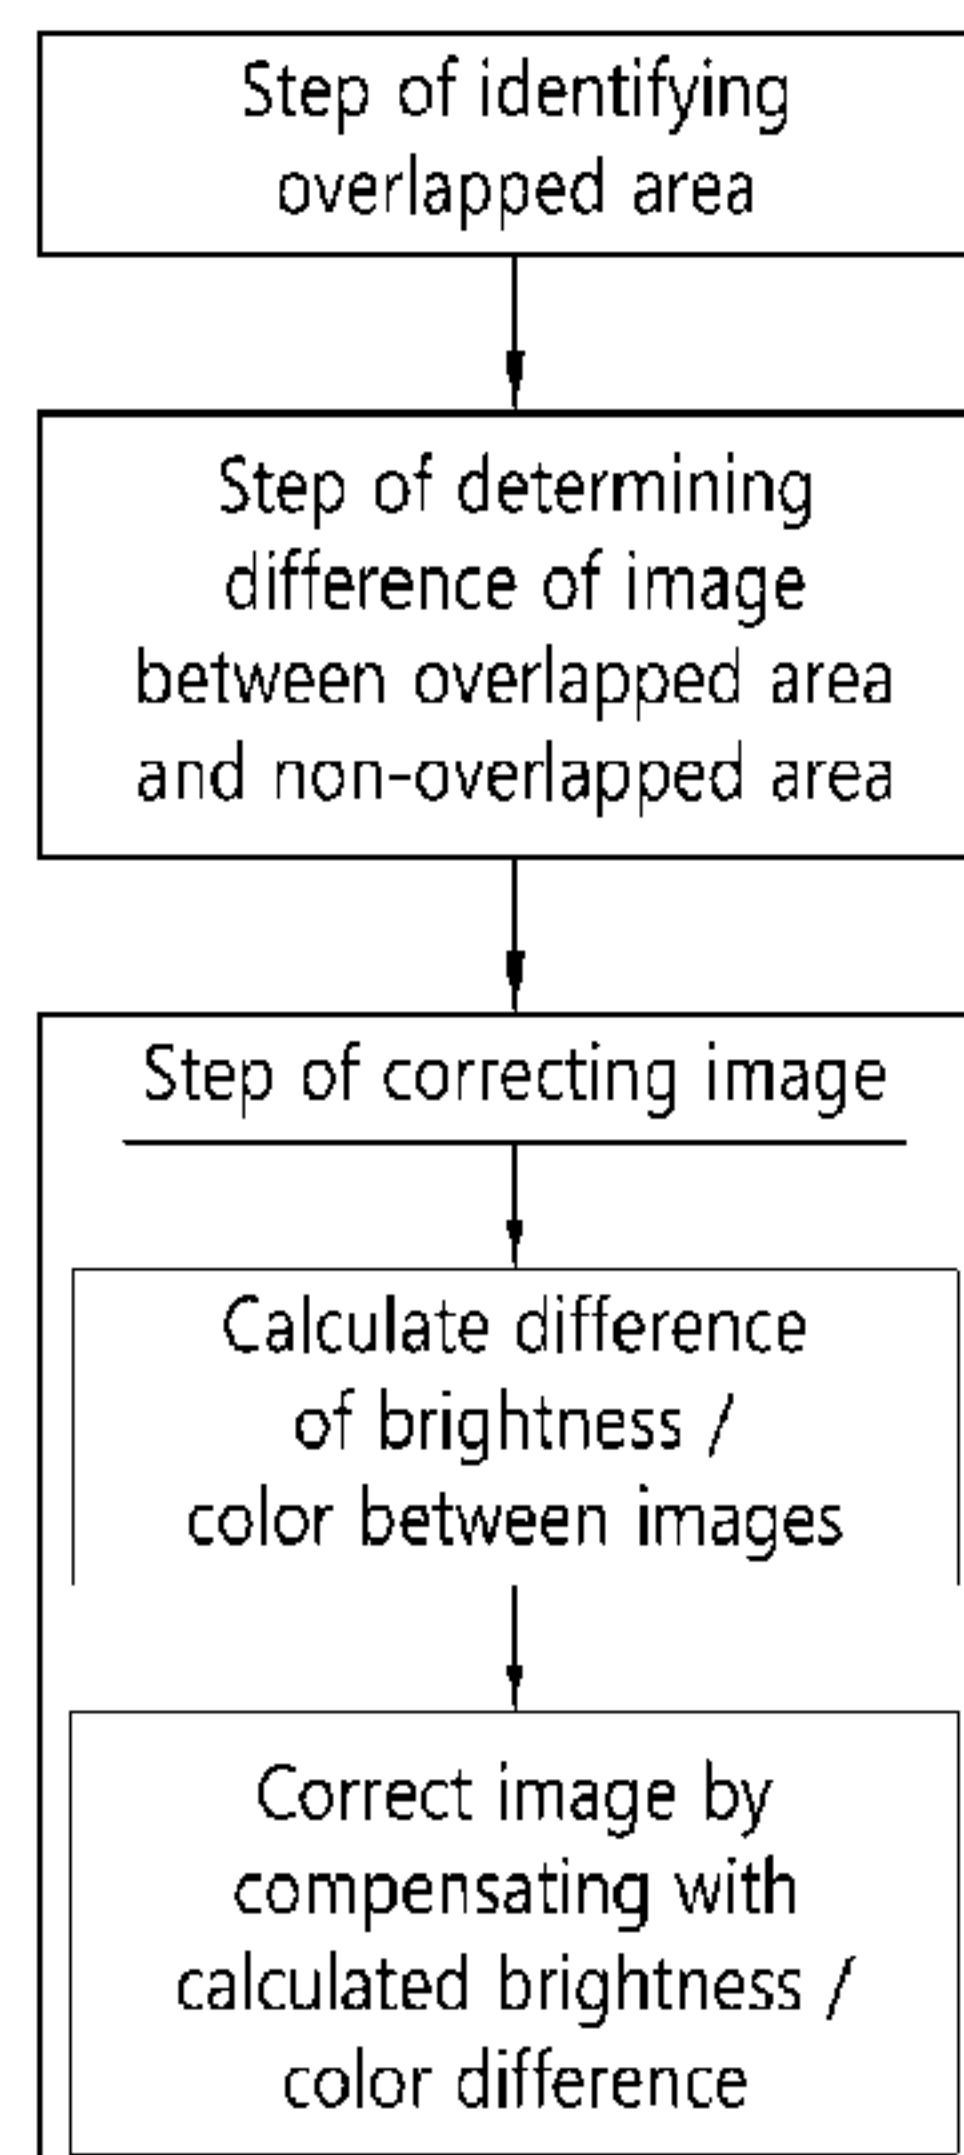 Step of identifying
overlapped area
Step of determining
difference of image
between overlapped area
and non-overlapped area
Step of correcting image
Calculate difference
of brightness /
color between images
Correct image by
compensating with
calculated brightness /
color difference